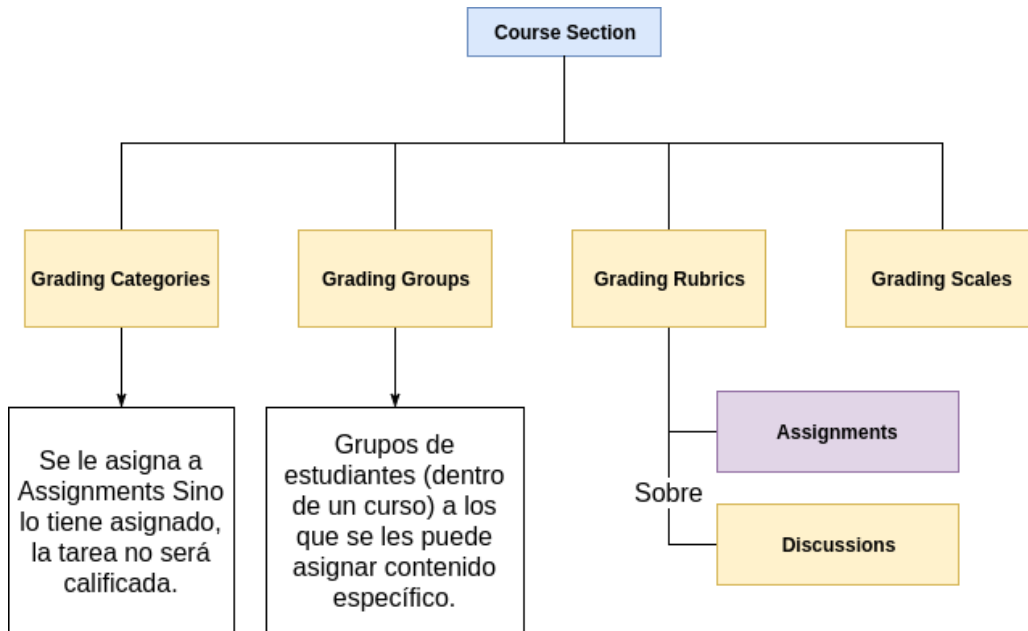 Course Section
Grading Categories
Grading Groups
Grading Rubrics
Grading Scales
Se le asigna a
Assignments Sino
lo tiene asignado,
la tarea no será
calificada.
Grupos de
estudiantes (dentro
de un curso) a los
que se les puede
asignar contenido
específico.
Assignments
Sobre
Discussions